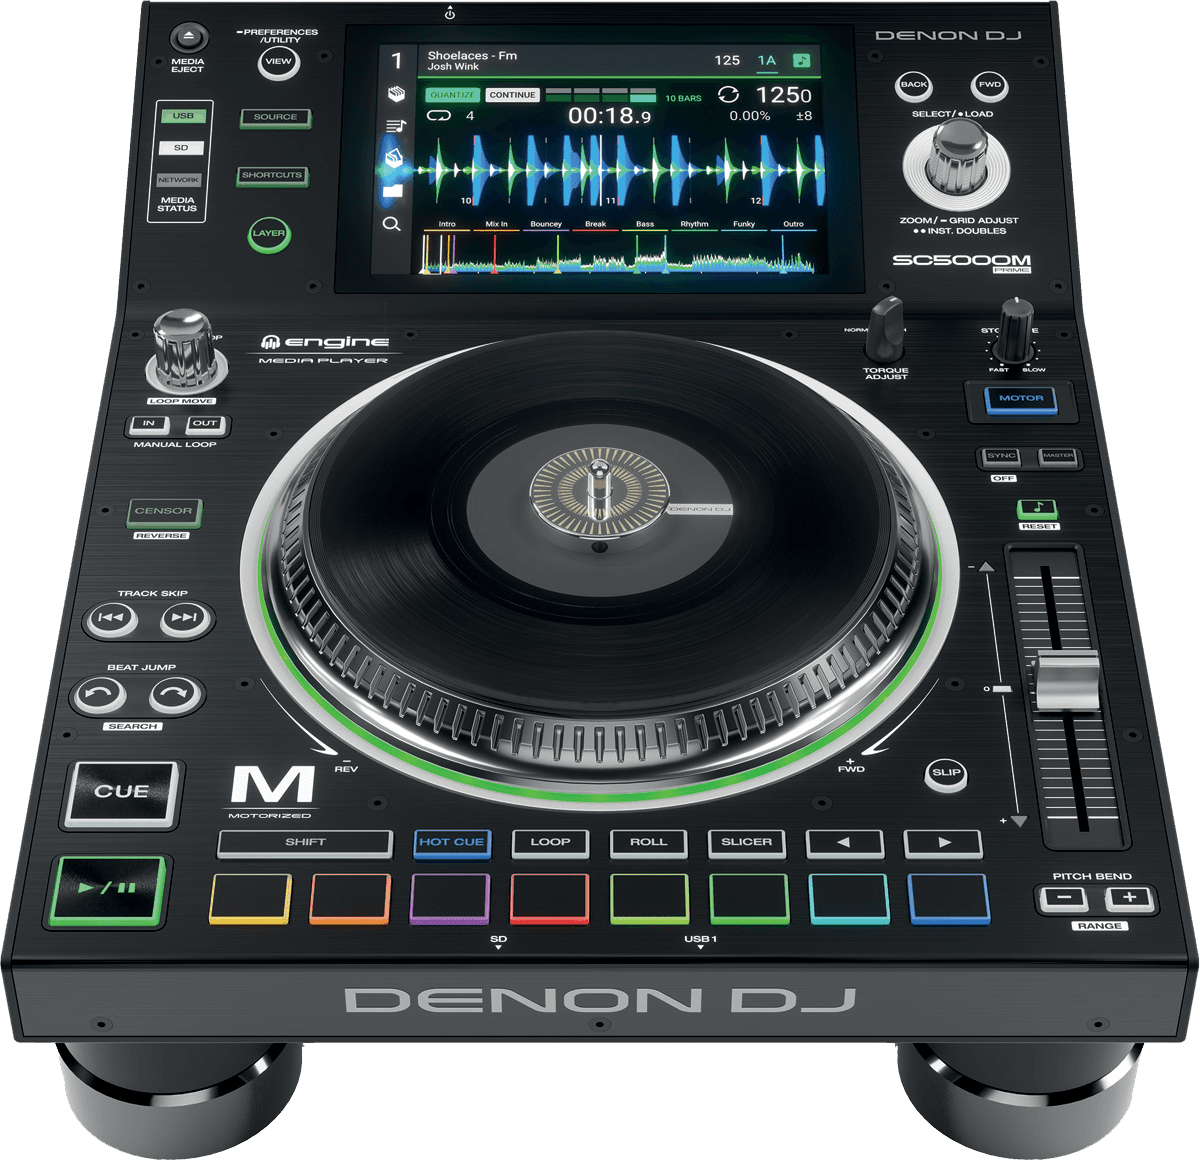 MEDIA
EJECT
PREFERENCES
/UTILITY
VIEW
USB
SD
NETWORK
MEDIA
STATUS
SOURCE
SHORTCUTS
LAYER
1
Shoelaces - Fm
Josh Wink
125
1A
QUANTIZE
CONTINUE
10 BARS
1250
4
00:18.9
0.00%
±8
10
11
12
Intro
Mix In
Bouncey
Break
Bass
Rhythm
Funky
Outro
DENON DJ
BACK
FWD
SELECT/●LOAD
ZOOM/━ GRID ADJUST
●● INST. DOUBLES
SC5000M
PRIME
LOOP MOVE
IN
OUT
MANUAL LOOP
engine
MEDIA PLAYER
TORQUE
ADJUST
FAST
SLOW
MOTOR
SYNC
MASTER
OFF
RESET
CENSOR
REVERSE
DENON DJ
TRACK SKIP
BEAT JUMP
SEARCH
− 
0
+
−
REV
+
FWD
SLIP
CUE
M
MOTORIZED
SHIFT
HOT CUE
LOOP
ROLL
SLICER
PITCH BEND
−
+
RANGE
SD
USB1
DENON DJ